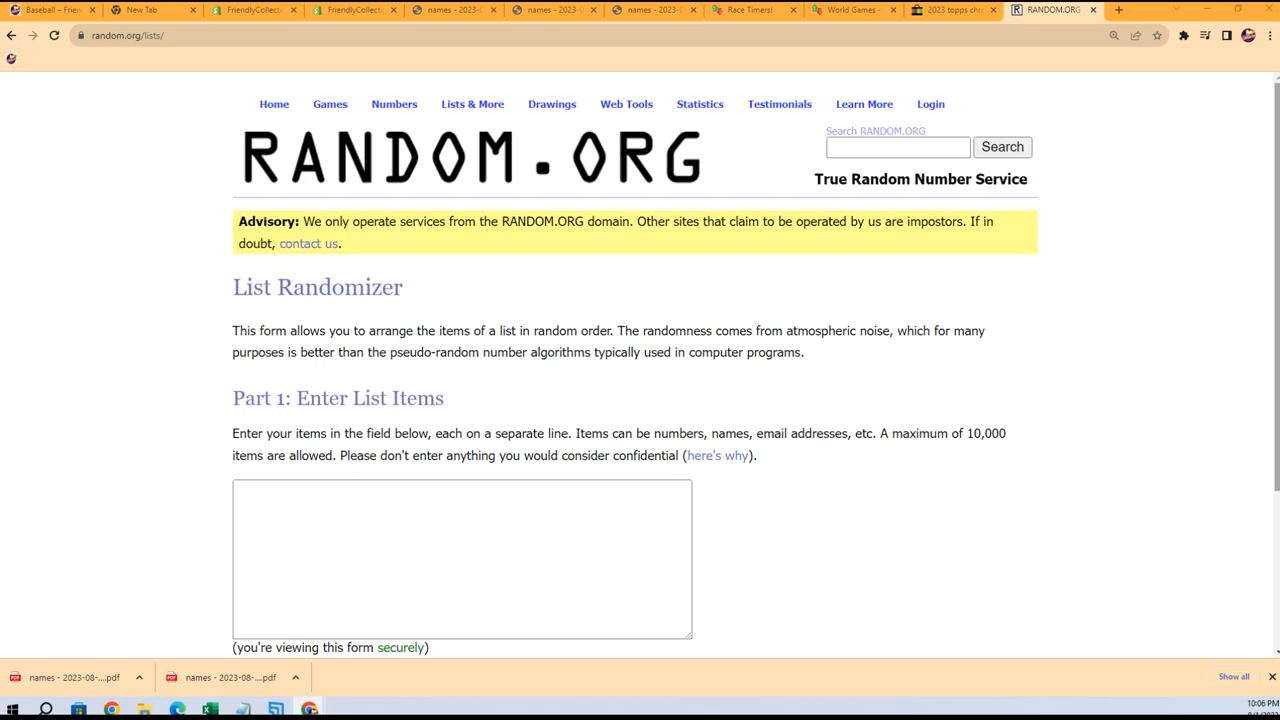 Baseball – Frien
New Tab
FriendlyCollecti
FriendlyCollecti
names - 2023-0
names - 2023-0
names - 2023-0
Race Timers!
World Games -
2023 topps chr
RANDOM.ORG
random.org/lists/
Home Games Numbers Lists & More Drawings Web Tools Statistics Testimonials Learn More Login
RANDOM.ORG
Search RANDOM.ORG
Search
True Random Number Service
Advisory: We only operate services from the RANDOM.ORG domain. Other sites that claim to be operated by us are impostors. If in
doubt, contact us.
List Randomizer
This form allows you to arrange the items of a list in random order. The randomness comes from atmospheric noise, which for many
purposes is better than the pseudo-random number algorithms typically used in computer programs.
Part 1: Enter List Items
Enter your items in the field below, each on a separate line. Items can be numbers, names, email addresses, etc. A maximum of 10,000
items are allowed. Please don't enter anything you would consider confidential (here's why).
(you're viewing this form securely)
names - 2023-08-....pdf
names - 2023-08-....pdf
Show all
10:06 PM